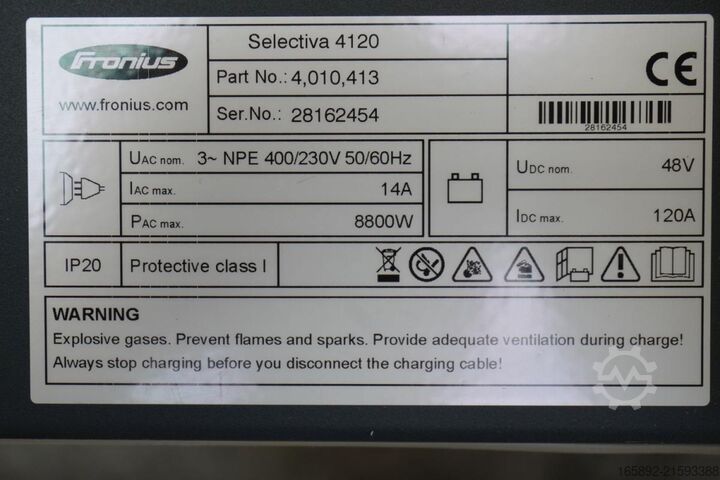 Fronius
www.fronius.com
Selectiva 4120
Part No.: 4,010,413
Ser.No.: 28162454
CE
28162454
UAC nom. 3~ NPE 400/230V 50/60Hz
IAC max. 14A
PAC max. 8800W
UDC nom. 48V
IDC max. 120A
IP20 Protective class I
WARNING
Explosive gases. Prevent flames and sparks. Provide adequate ventilation during charge!
Always stop charging before you disconnect the charging cable!
165892-21593388